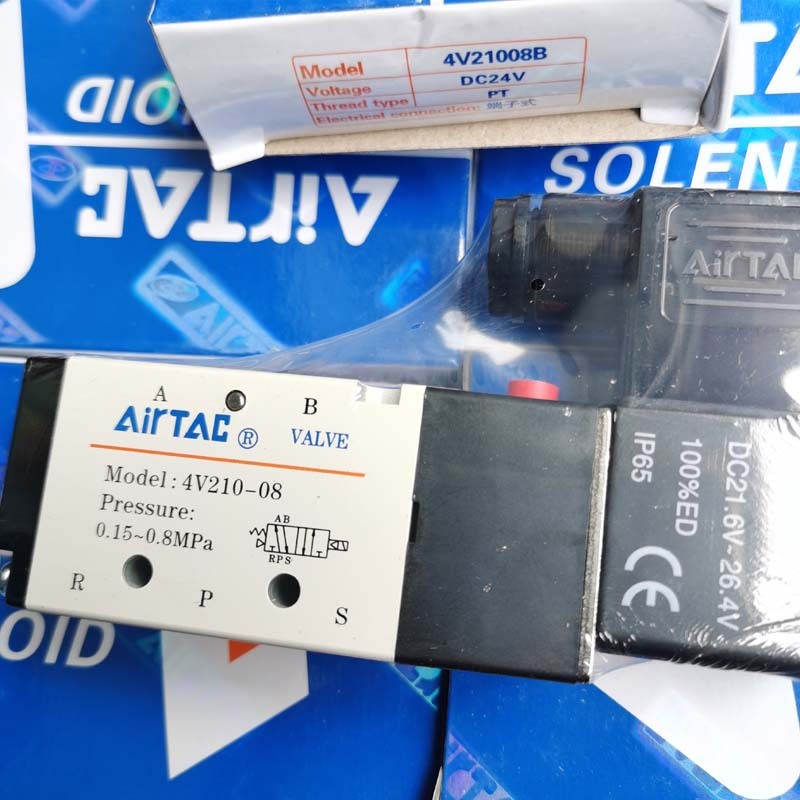 Model 4V21008B
Voltage DC24V
Thread type PT
Electrical connection: 端子式
AirTAC
SOLEN
AirTAC
A B
AirTAC ® VALVE
Model: 4V210-08
Pressure:
0.15~0.8MPa
AB
RPS
R P S
DC21.6V-26.4V
100%ED
IP65
CE
OID
OID